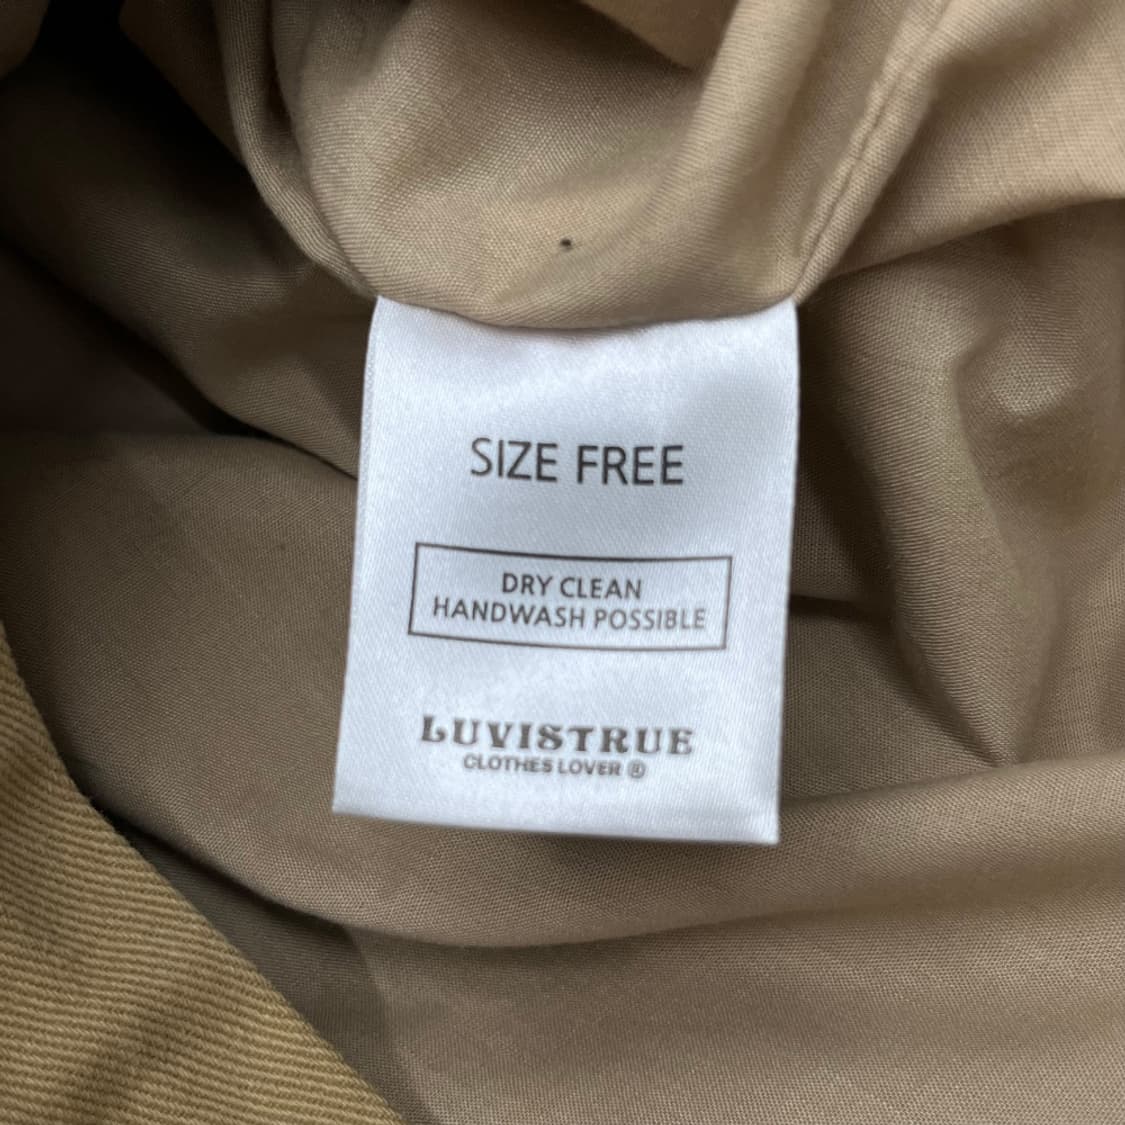 SIZE FREE
DRY CLEAN
HANDWASH POSSIBLE
LUVISTRUE
CLOTHES LOVER ®